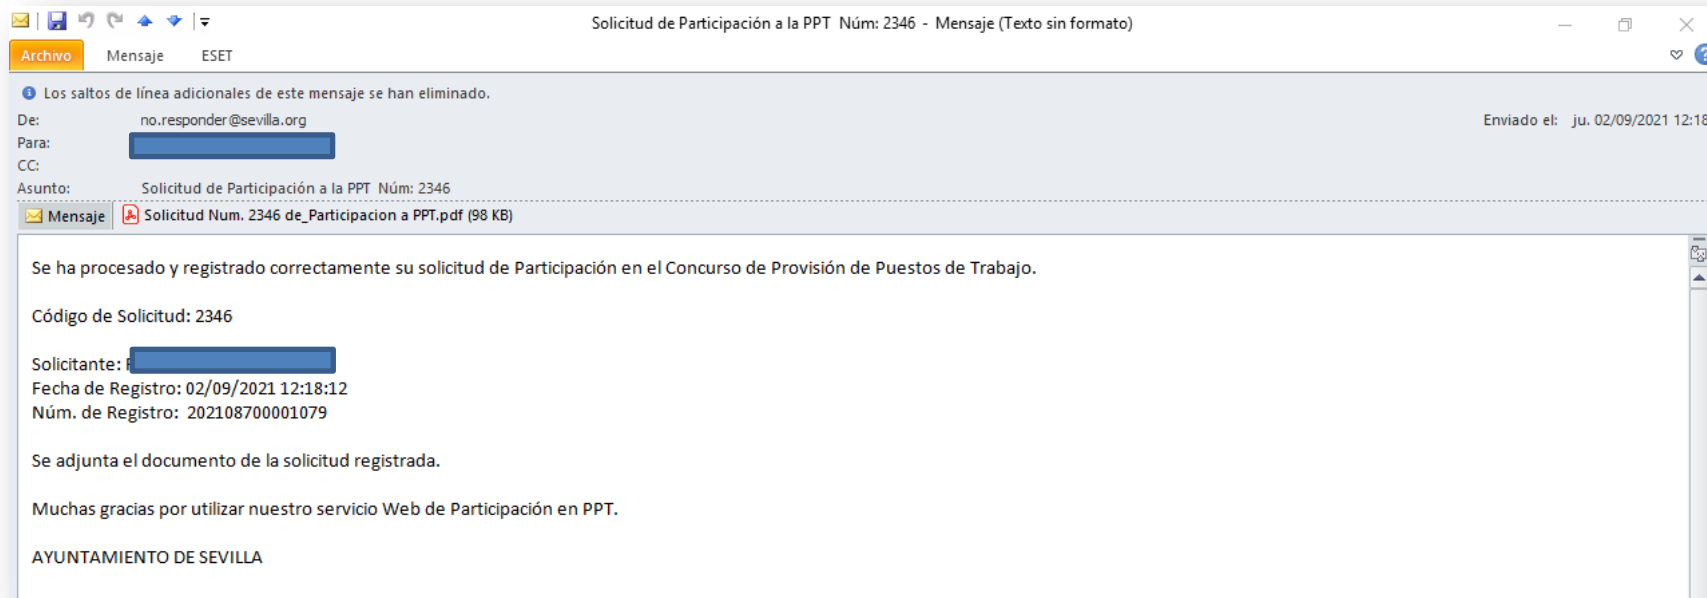 Solicitud de Participación a la PPT Núm: 2346 - Mensaje (Texto sin formato)
Archivo Mensaje ESET
Los saltos de línea adicionales de este mensaje se han eliminado.
De: no.responder@sevilla.org Enviado el: ju. 02/09/2021 12:18
Para:
CC:
Asunto: Solicitud de Participación a la PPT Núm: 2346
Mensaje Solicitud Num. 2346 de_Participacion a PPT.pdf (98 KB)
Se ha procesado y registrado correctamente su solicitud de Participación en el Concurso de Provisión de Puestos de Trabajo.
Código de Solicitud: 2346
Solicitante:
Fecha de Registro: 02/09/2021 12:18:12
Núm. de Registro: 202108700001079
Se adjunta el documento de la solicitud registrada.
Muchas gracias por utilizar nuestro servicio Web de Participación en PPT.
AYUNTAMIENTO DE SEVILLA